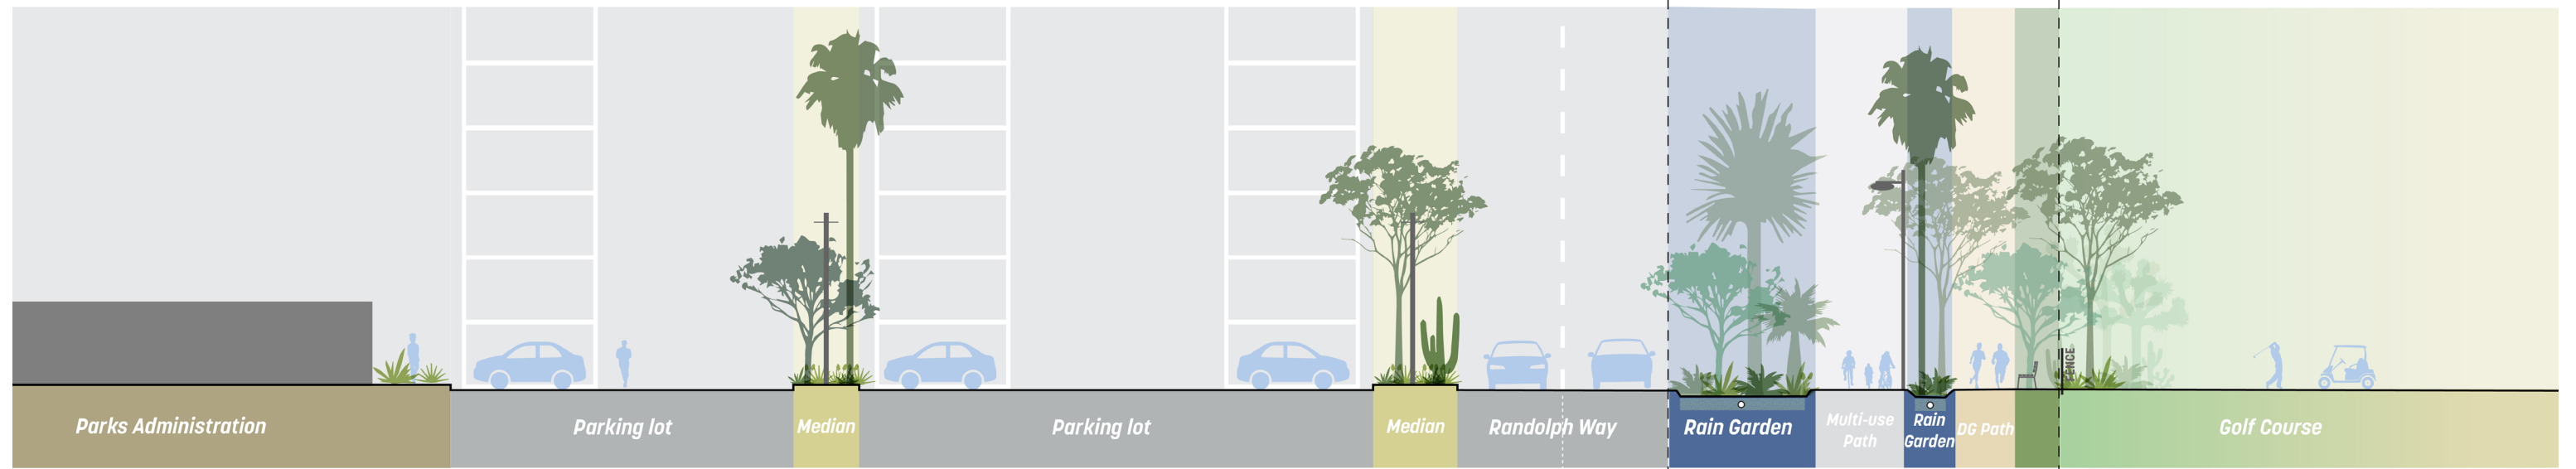 FENCE
Parks Administration
Parking lot
Median
Parking lot
Median
Randolph Way
Rain Garden
Multi-use
Path
Rain
Garden
DG Path
Golf Course